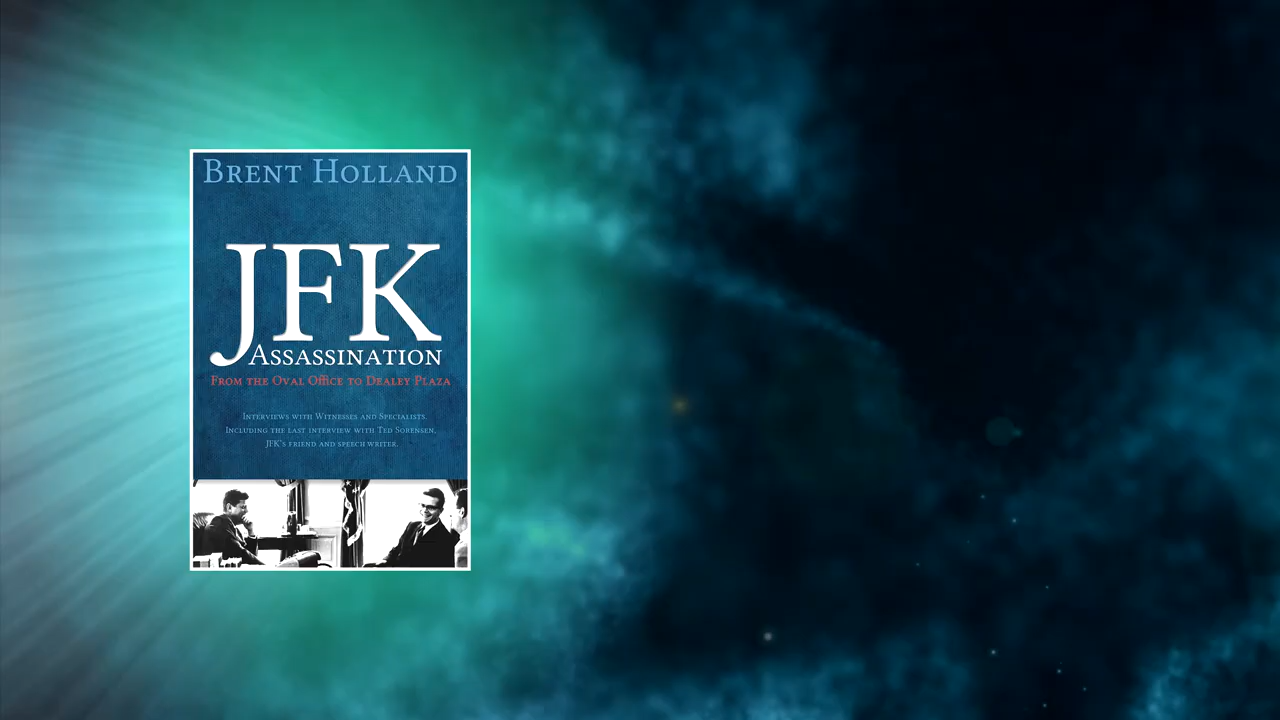 Brent Holland
JFK
Assassination
From the Oval Office to Dealey Plaza
Interviews with Witnesses and Specialists.
Including the last interview with Ted Sorensen,
JFK's friend and speech writer.